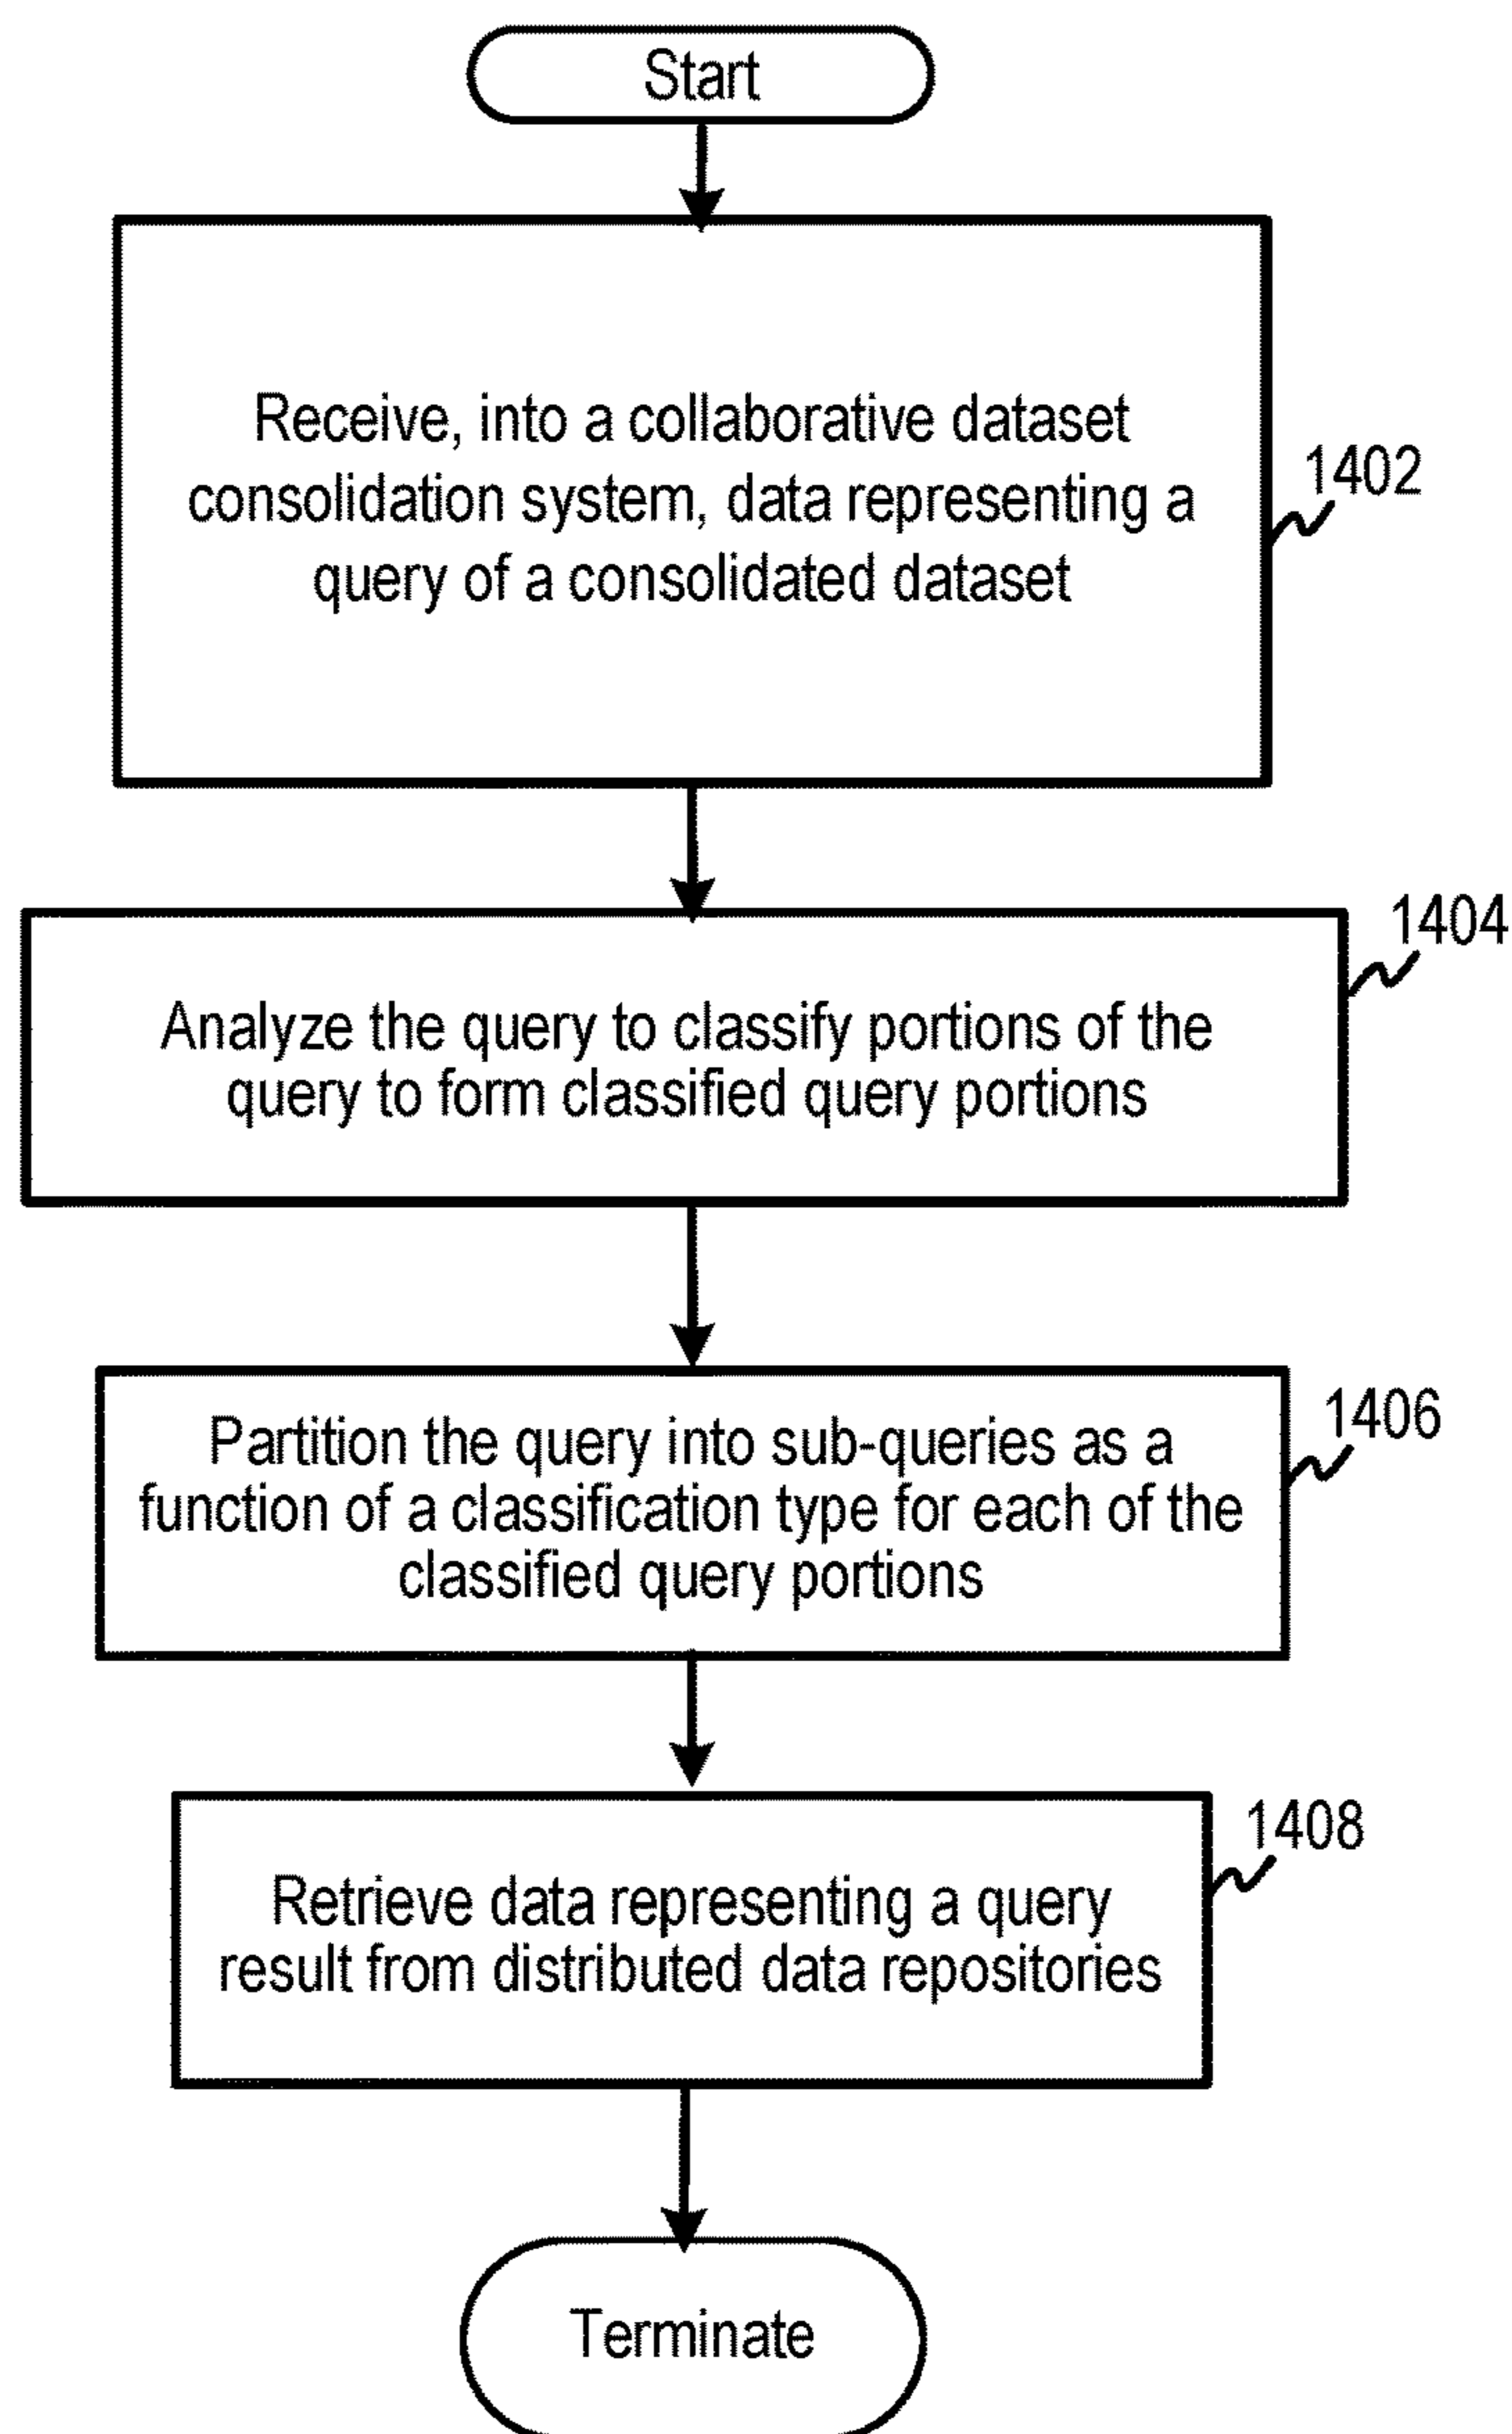 Start
Receive, into a collaborative dataset
consolidation system, data representing a
query of a consolidated dataset
1402
Analyze the query to classify portions of the
query to form classified query portions
1404
Partition the query into sub-queries as a
function of a classification type for each of the
classified query portions
1406
Retrieve data representing a query
result from distributed data repositories
1408
Terminate